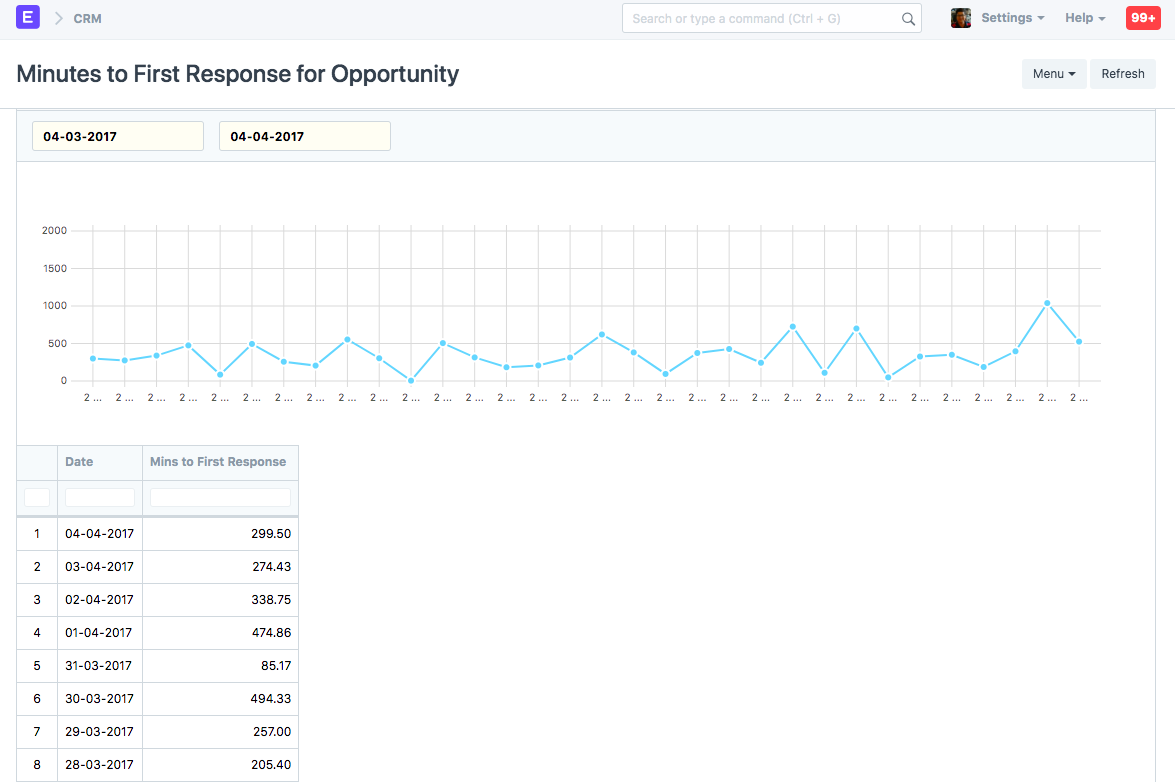 E CRM Search or type a command (Ctrl + G) Settings Help 99+
Minutes to First Response for Opportunity Menu Refresh
04-03-2017 04-04-2017
2000
1500
1000
500
0
2 ... 2 ... 2 ... 2 ... 2 ... 2 ... 2 ... 2 ... 2 ... 2 ... 2 ... 2 ... 2 ... 2 ... 2 ... 2 ... 2 ... 2 ... 2 ... 2 ... 2 ... 2 ... 2 ... 2 ... 2 ... 2 ... 2 ... 2 ... 2 ... 2 ... 2 ... 2 ...
Date Mins to First Response
1 04-04-2017 299.50
2 03-04-2017 274.43
3 02-04-2017 338.75
4 01-04-2017 474.86
5 31-03-2017 85.17
6 30-03-2017 494.33
7 29-03-2017 257.00
8 28-03-2017 205.40